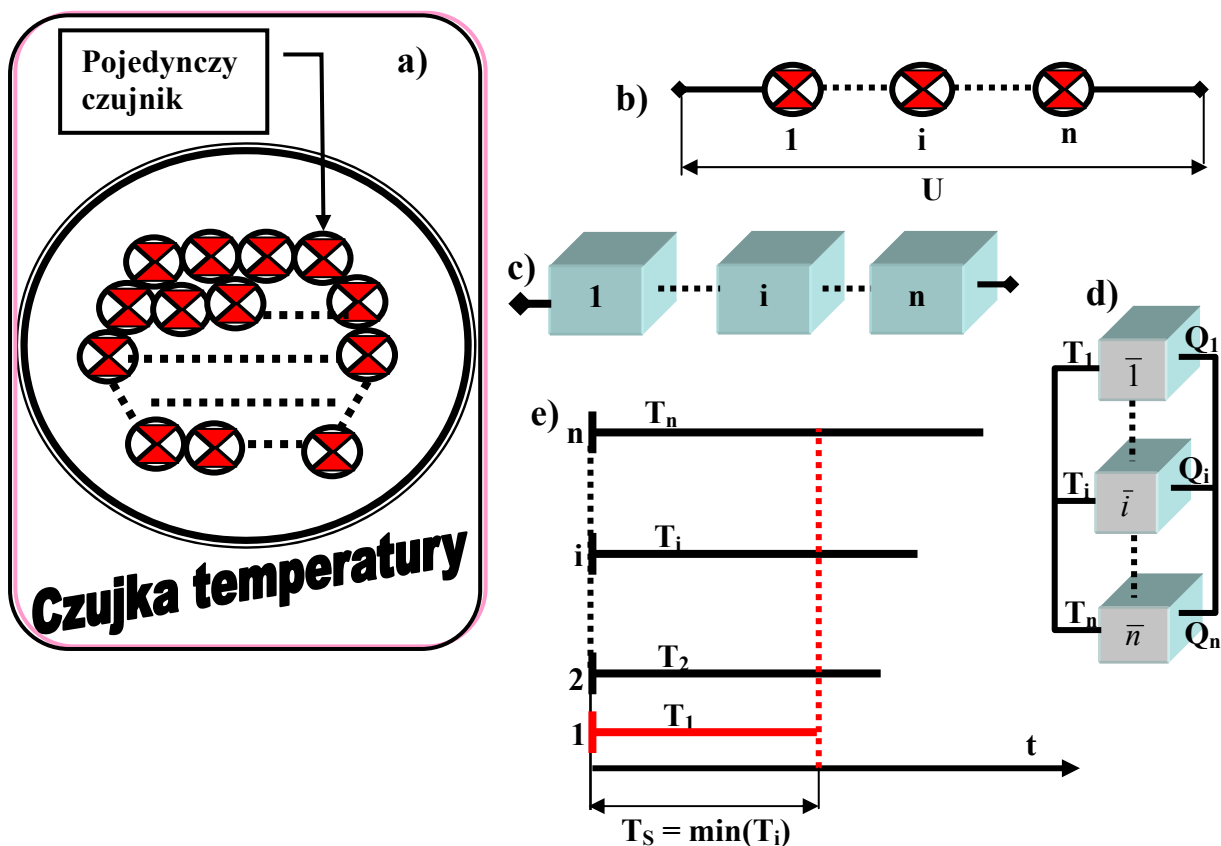 Pojedynczy
czujnik
a)
Czujka temperatury
b)
1
i
n
U
c)
1
i
n
d)
T1
1̅
Q1
Ti
i̅
Qi
Tn
n̅
Qn
e)
n
Tn
i
Ti
2
T2
1
T1
t
TS = min(Ti)